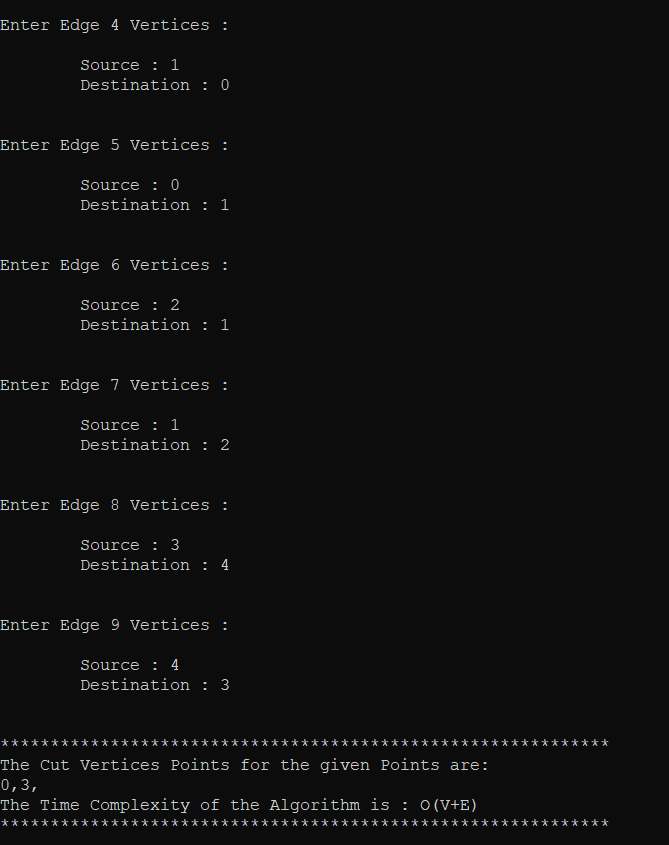 Enter Edge 4 Vertices :
Source : 1
Destination : 0
Enter Edge 5 Vertices :
Source : 0
Destination : 1
Enter Edge 6 Vertices :
Source : 2
Destination : 1
Enter Edge 7 Vertices :
Source : 1
Destination : 2
Enter Edge 8 Vertices :
Source : 3
Destination : 4
Enter Edge 9 Vertices :
Source : 4
Destination : 3
*************************************************************
The Cut Vertices Points for the given Points are:
0,3,
The Time Complexity of the Algorithm is : O(V+E)
*************************************************************